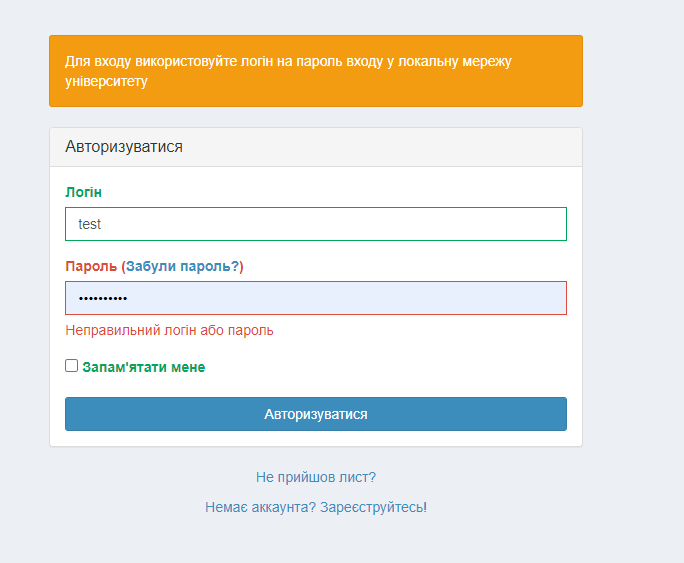 Для входу використовуйте логін на пароль входу у локальну мережу
університету
Авторизуватися
Логін
test
Пароль (Забули пароль?)
••••••••••
Неправильний логін або пароль
Запам'ятати мене
Авторизуватися
Не прийшов лист?
Немає аккаунта? Зареєструйтесь!